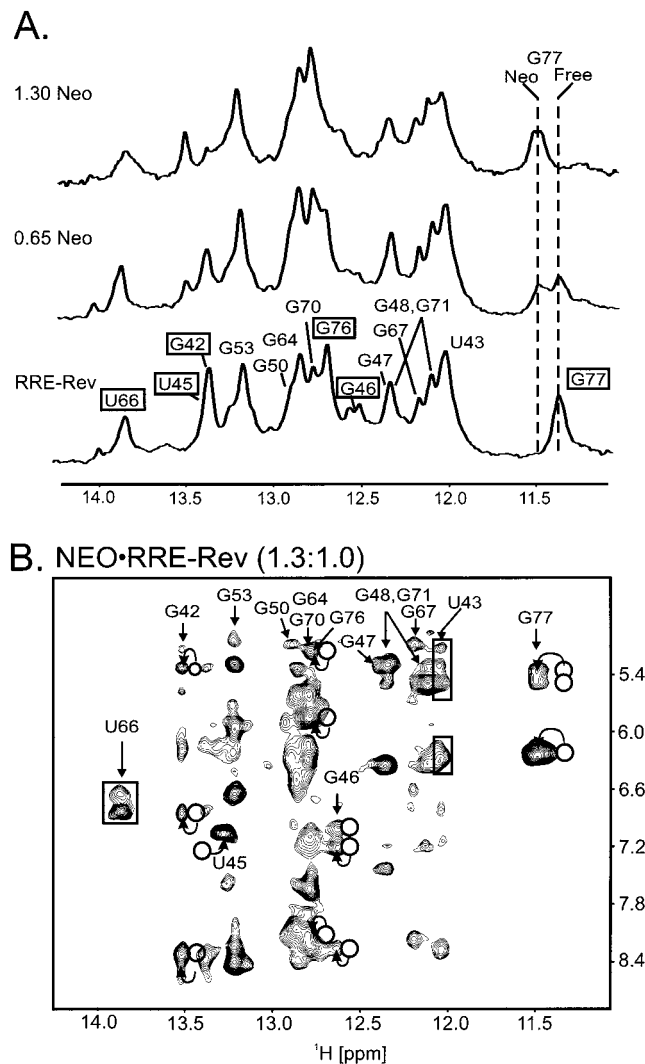 A.
G77
Neo Free
1.30 Neo
0.65 Neo
RRE-Rev
U66
U45
G42
G53
G50
G64
G70
G76
G46
G47
G67
G48,G71
U43
G77
14.0 13.5 13.0 12.5 12.0 11.5
B. NEO•RRE-Rev (1.3:1.0)
G42
G53
G50
G64
G70
G76
G47
G48,G71
G67
U43
G77
U66
G46
U45
5.4
6.0
6.6
7.2
7.8
8.4
14.0 13.5 13.0 12.5 12.0 11.5
¹H [ppm]